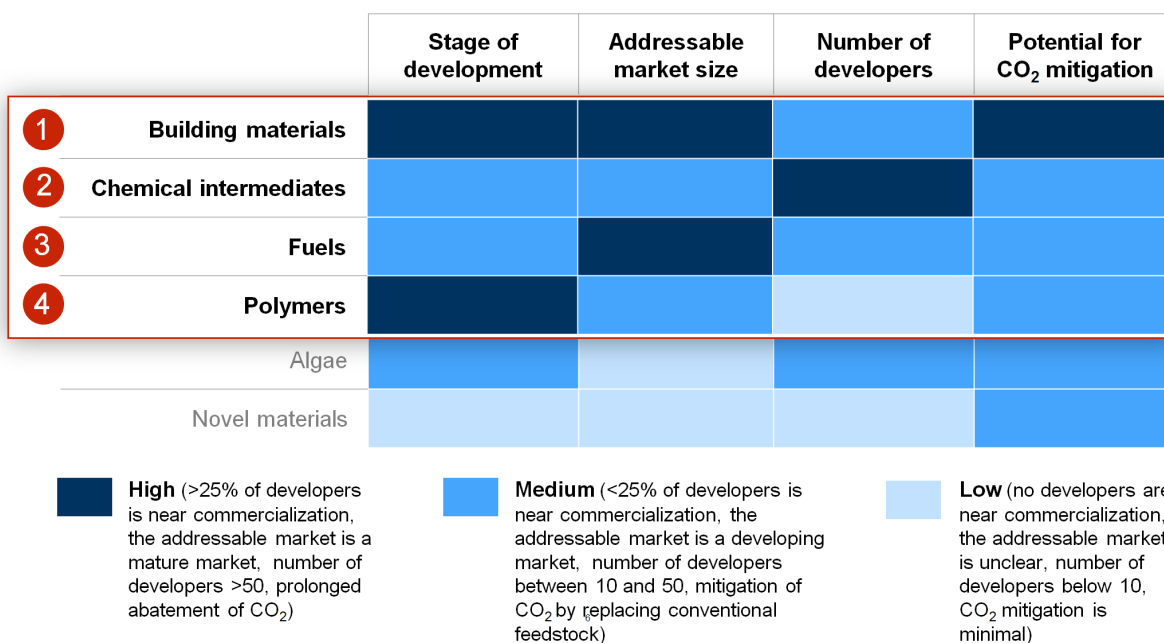 Stage of development
Addressable market size
Number of developers
Potential for CO₂ mitigation
1 Building materials
2 Chemical intermediates
3 Fuels
4 Polymers
Algae
Novel materials
High (>25% of developers
is near commercialization,
the addressable market is a
mature market, number of
developers >50, prolonged
abatement of CO₂)
Medium (<25% of developers is
near commercialization, the
addressable market is a developing
market, number of developers
between 10 and 50, mitigation of
CO₂ by replacing conventional
feedstock)
Low (no developers are
near commercialization,
the addressable market
is unclear, number of
developers below 10,
CO₂ mitigation is
minimal)